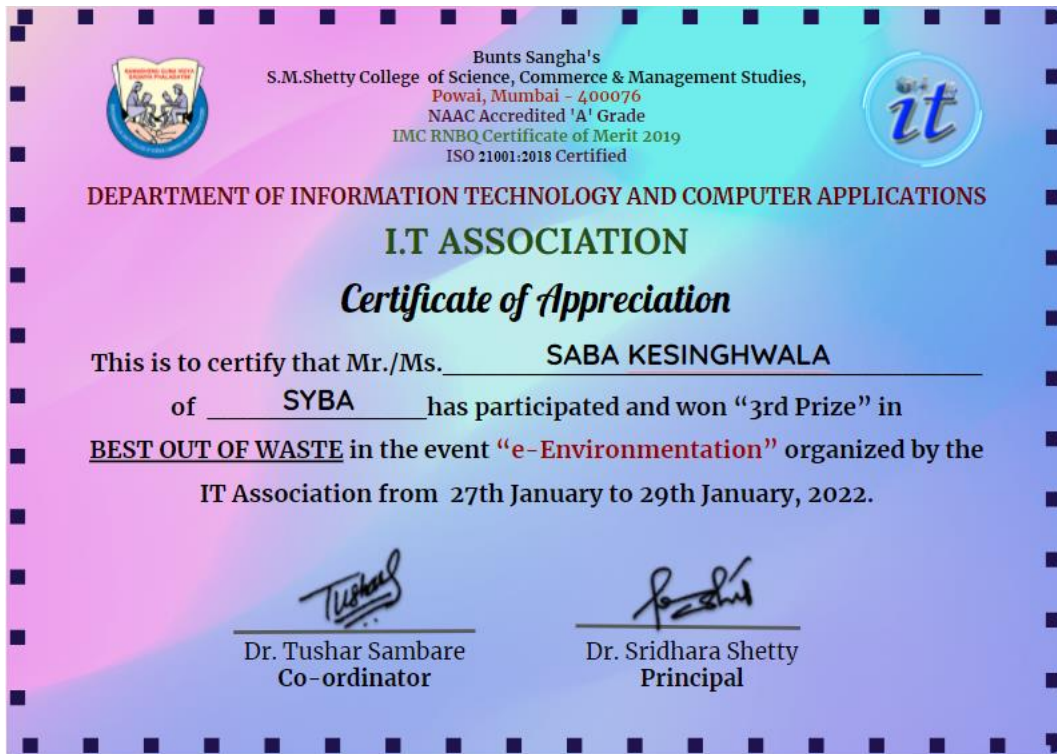 Bunts Sangha's
S.M.Shetty College of Science, Commerce & Management Studies,
Powai, Mumbai - 400076
NAAC Accredited 'A' Grade
IMC RNBQ Certificate of Merit 2019
ISO 21001:2018 Certified
it
DEPARTMENT OF INFORMATION TECHNOLOGY AND COMPUTER APPLICATIONS
I.T ASSOCIATION
Certificate of Appreciation
This is to certify that Mr./Ms. SABA KESINGHWALA
of SYBA has participated and won “3rd Prize” in
BEST OUT OF WASTE in the event “e-Environmentation” organized by the
IT Association from 27th January to 29th January, 2022.
Tushar
Dr. Tushar Sambare
Co-ordinator
Dr. Sridhara Shetty
Principal